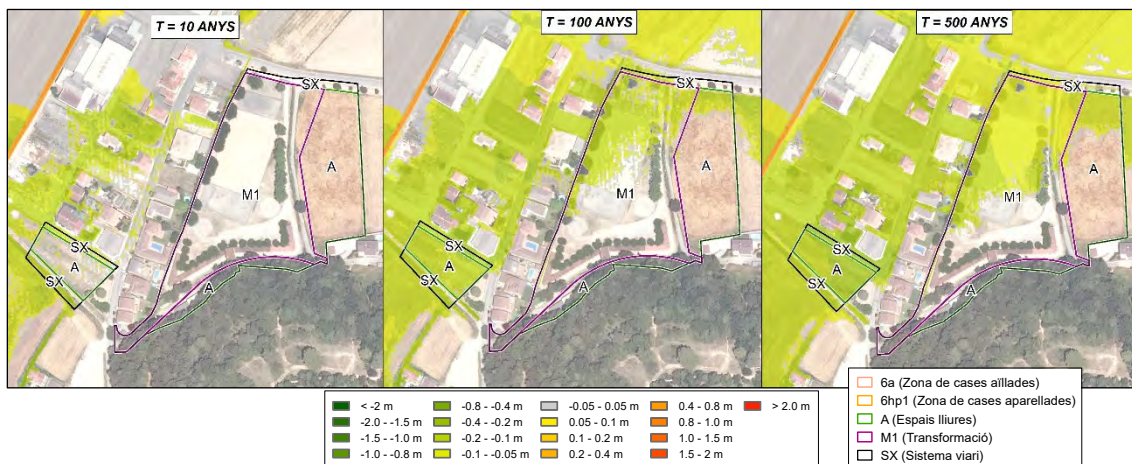 T = 10 ANYS
T = 100 ANYS
T = 500 ANYS
SX
A
M1
SX
A
SX
A
SX
A
M1
SX
A
SX
A
SX
A
M1
SX
A
SX
A
< -2 m
-2.0 - -1.5 m
-1.5 - -1.0 m
-1.0 - -0.8 m
-0.8 - -0.4 m
-0.4 - -0.2 m
-0.2 - -0.1 m
-0.1 - -0.05 m
-0.05 - 0.05 m
0.05 - 0.1 m
0.1 - 0.2 m
0.2 - 0.4 m
0.4 - 0.8 m
0.8 - 1.0 m
1.0 - 1.5 m
1.5 - 2 m
> 2.0 m
6a (Zona de cases aïllades)
6hp1 (Zona de cases aparellades)
A (Espais lliures)
M1 (Transformació)
SX (Sistema viari)